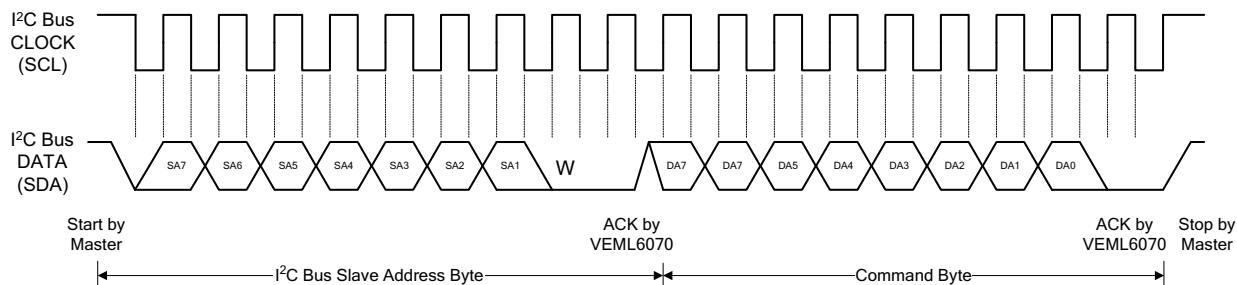 I²C Bus
CLOCK
(SCL)
I²C Bus
DATA
(SDA)
SA7 SA6 SA5 SA4 SA3 SA2 SA1 W DA7 DA7 DA5 DA4 DA3 DA2 DA1 DA0
Start by
Master
ACK by
VEML6070
ACK by
VEML6070
Stop by
Master
I²C Bus Slave Address Byte
Command Byte